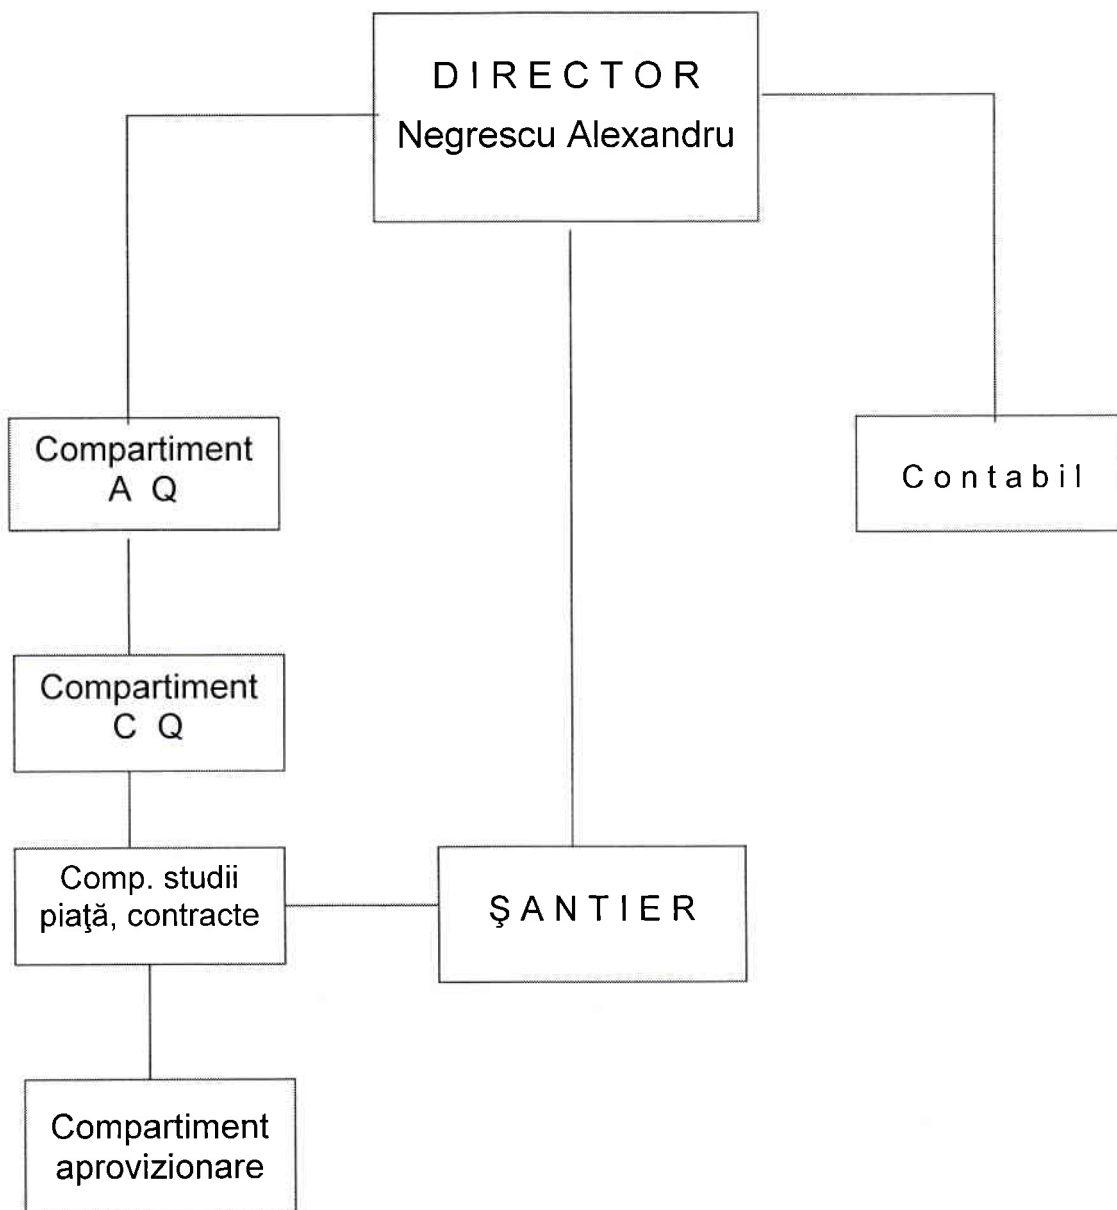 D I R E C T O R
Negrescu Alexandru
Compartiment
A Q
C o n t a b i l
Compartiment
C Q
Comp. studii
piaţă, contracte
Ş A N T I E R
Compartiment
aprovizionare